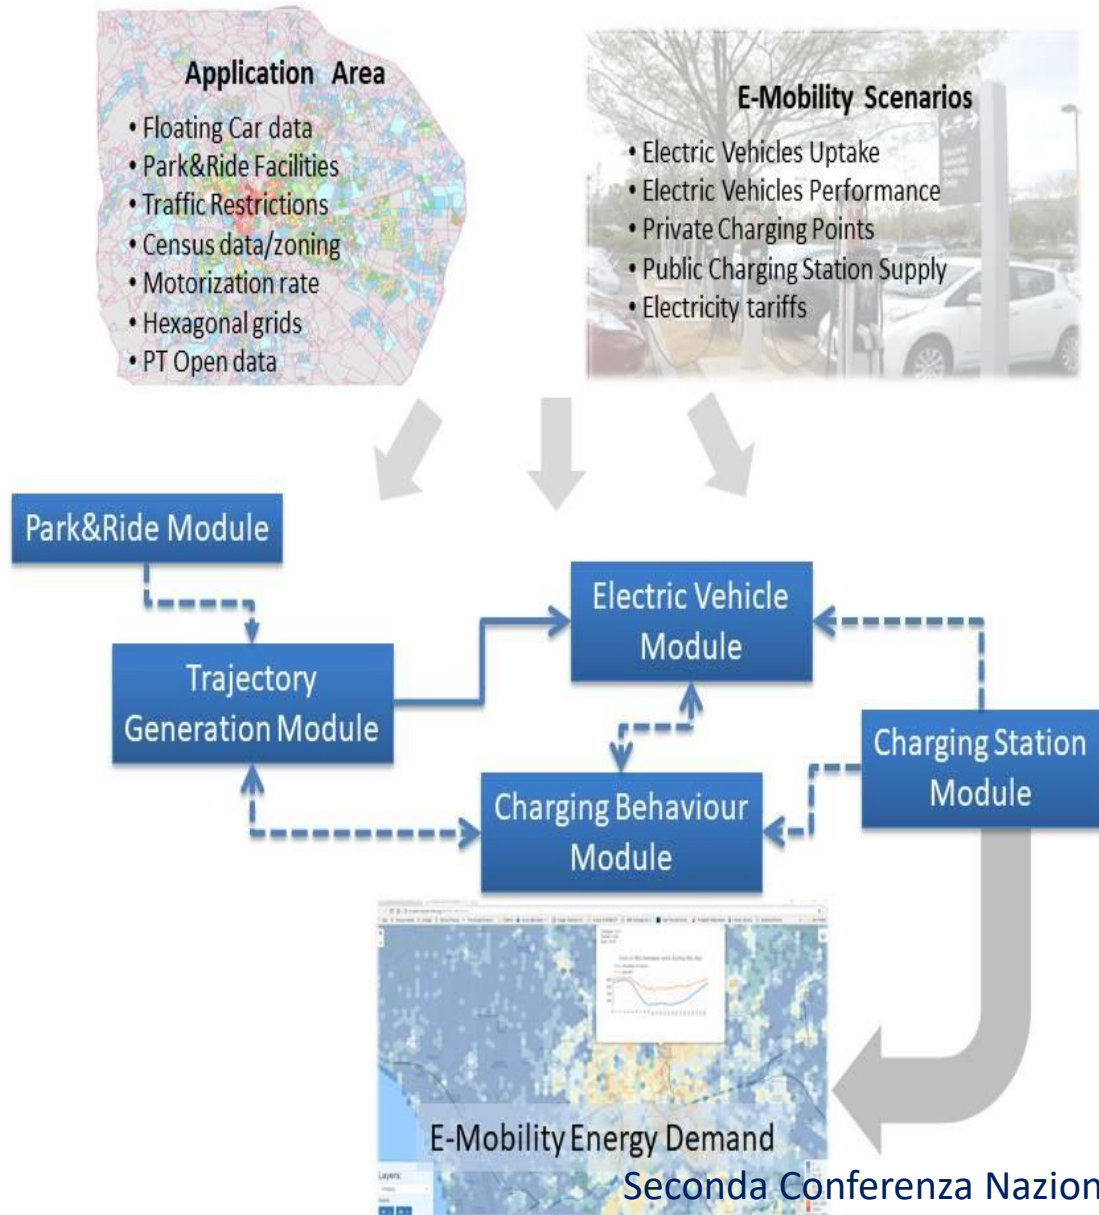 Application Area
• Floating Car data
• Park&Ride Facilities
• Traffic Restrictions
• Census data/zoning
• Motorization rate
• Hexagonal grids
• PT Open data
E-Mobility Scenarios
• Electric Vehicles Uptake
• Electric Vehicles Performance
• Private Charging Points
• Public Charging Station Supply
• Electricity tariffs
Park&Ride Module
Electric Vehicle
Module
Trajectory
Generation Module
Charging Station
Module
Charging Behaviour
Module
E-Mobility Energy Demand
Layers:
Seconda Conferenza Nazion